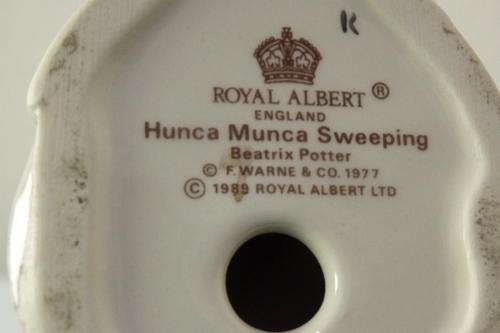 K
ROYAL ALBERT ®
ENGLAND
Hunca Munca Sweeping
Beatrix Potter
© F. WARNE & CO. 1977
© 1989 ROYAL ALBERT LTD